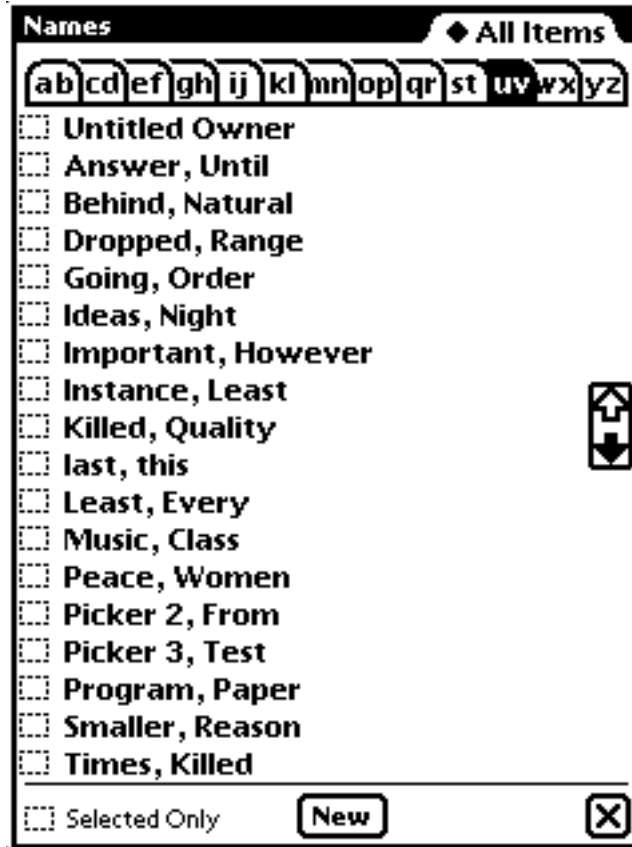 Names
◆ All Items
ab cd ef gh ij kl mn op qr st uv wx yz
Untitled Owner
Answer, Until
Behind, Natural
Dropped, Range
Going, Order
Ideas, Night
Important, However
Instance, Least
Killed, Quality
last, this
Least, Every
Music, Class
Peace, Women
Picker 2, From
Picker 3, Test
Program, Paper
Smaller, Reason
Times, Killed
Selected Only
New